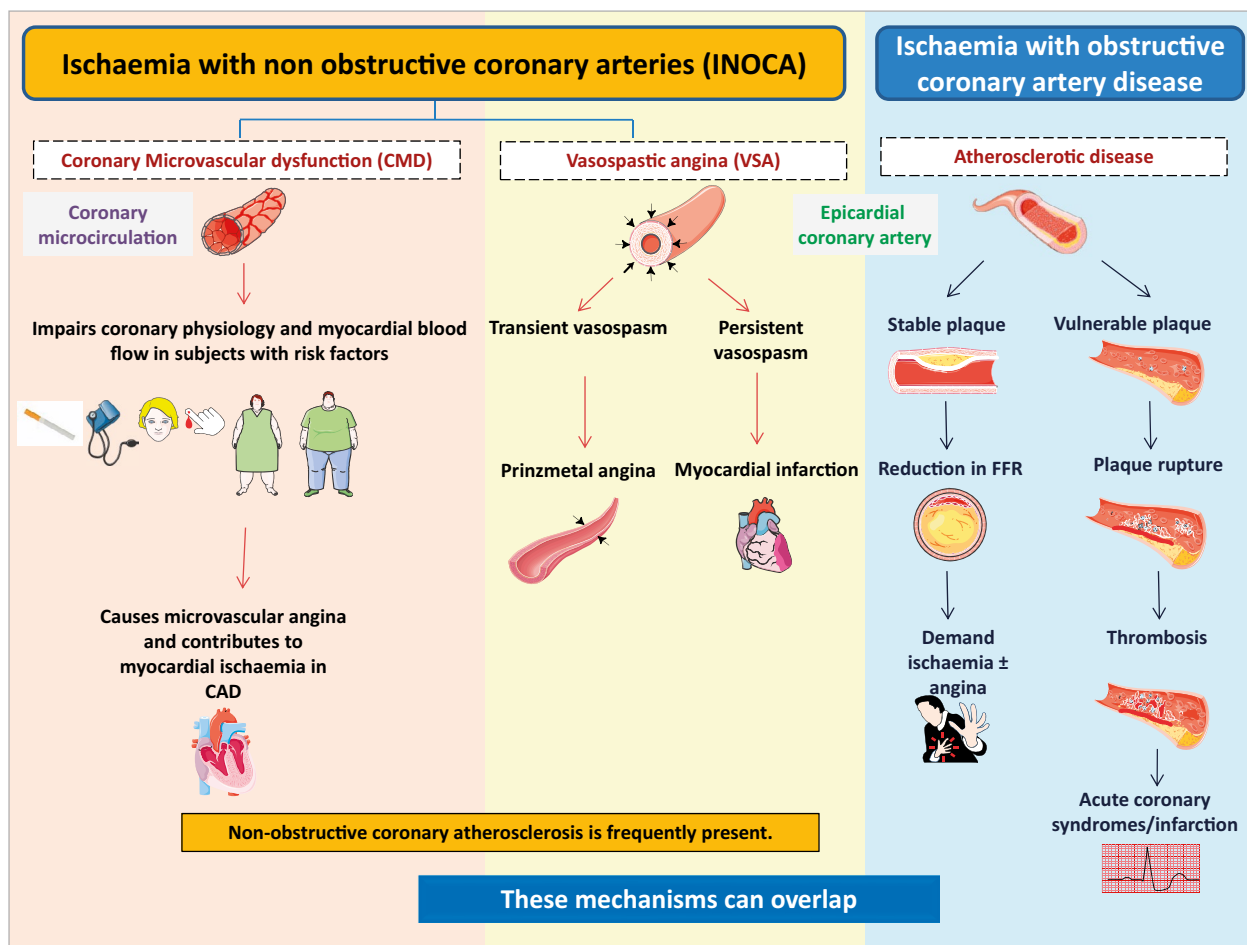 Ischaemia with non obstructive coronary arteries (INOCA)
Ischaemia with obstructive
coronary artery disease
Coronary Microvascular dysfunction (CMD)
Vasospastic angina (VSA)
Atherosclerotic disease
Coronary
microcirculation
Epicardial
coronary artery
Impairs coronary physiology and myocardial blood
flow in subjects with risk factors
Transient vasospasm
Persistent
vasospasm
Stable plaque
Vulnerable plaque
Prinzmetal angina
Myocardial infarction
Reduction in FFR
Plaque rupture
Causes microvascular angina
and contributes to
myocardial ischaemia in
CAD
Demand
ischaemia ±
angina
Thrombosis
Acute coronary
syndromes/infarction
Non-obstructive coronary atherosclerosis is frequently present.
These mechanisms can overlap